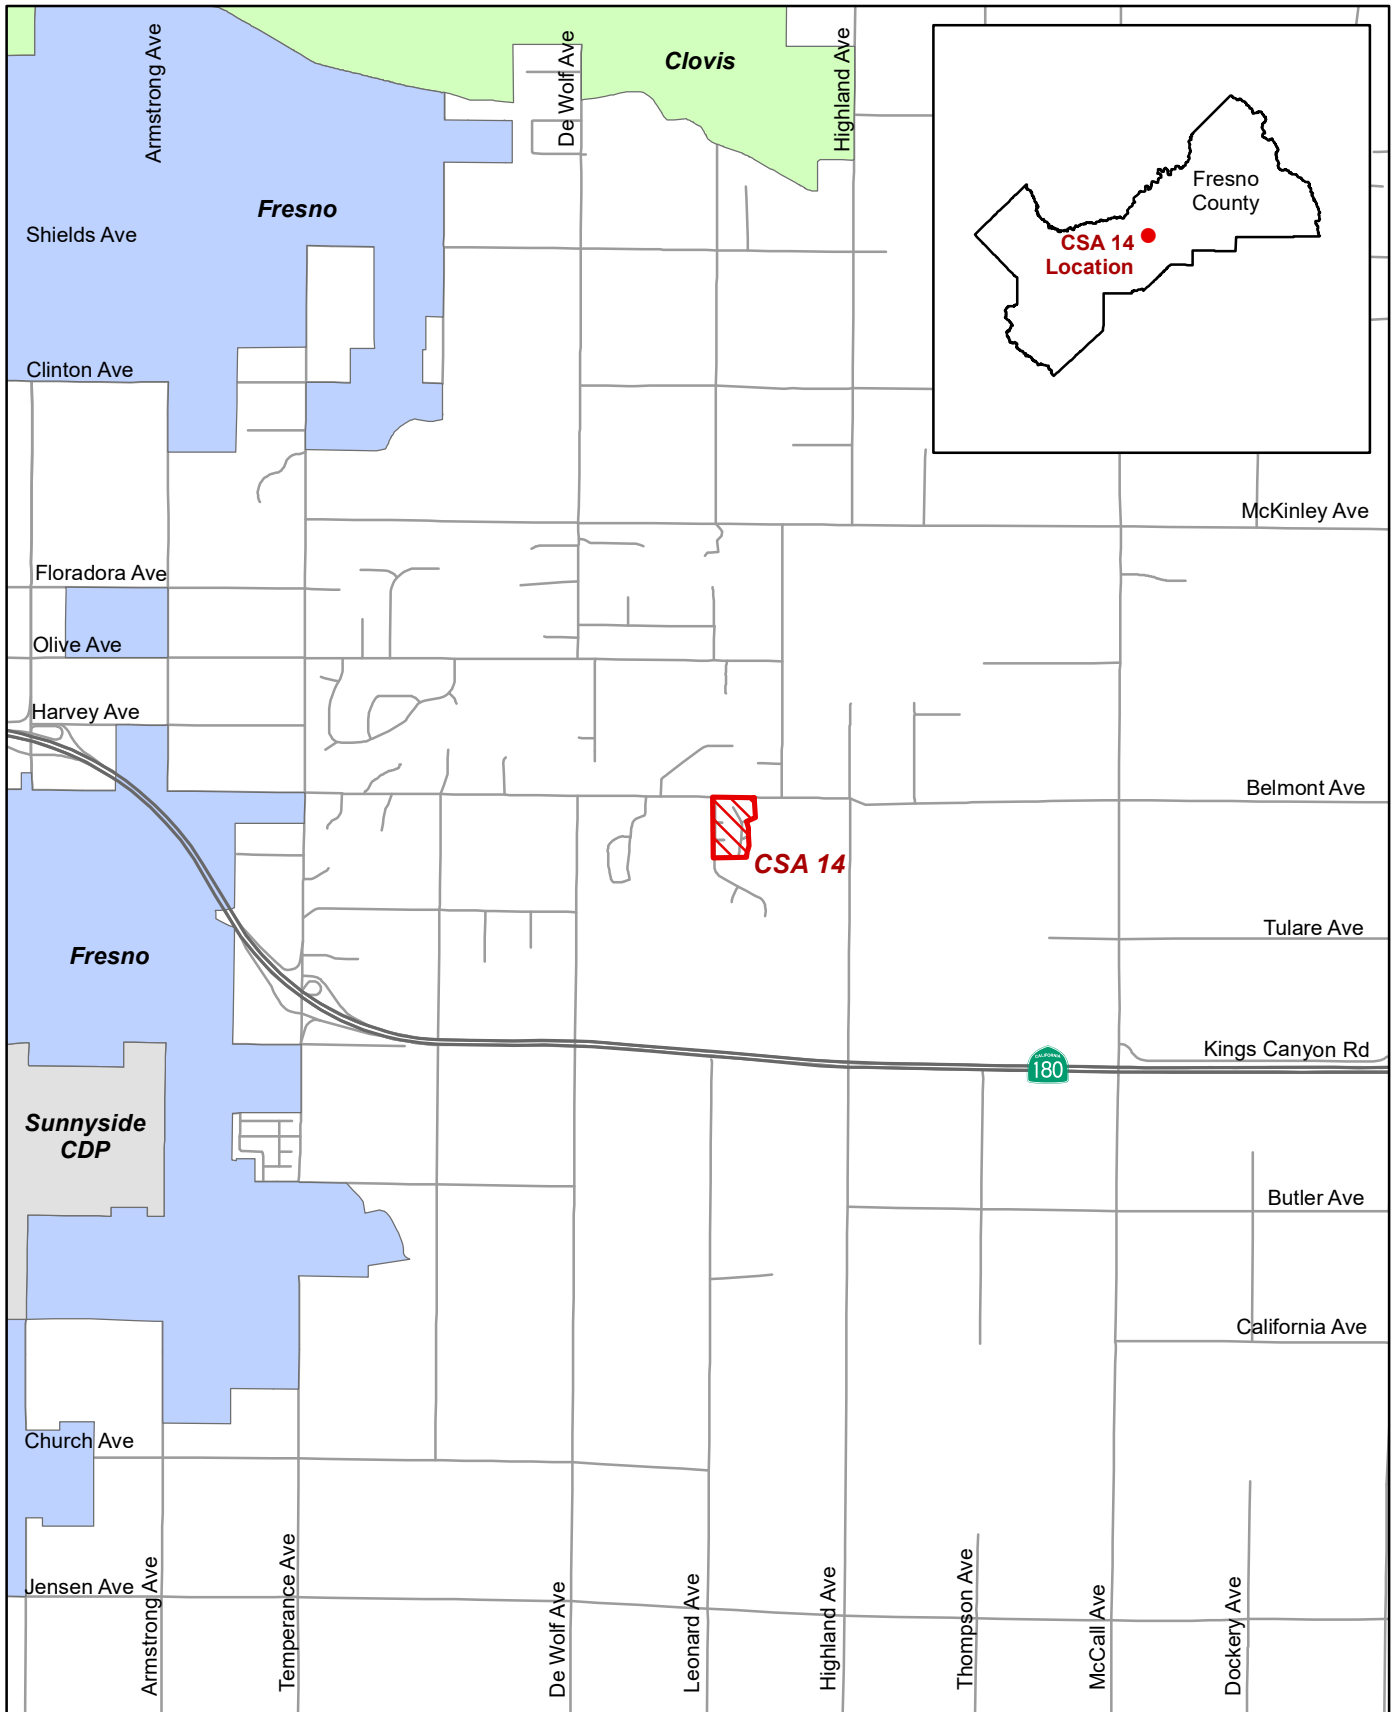 Armstrong Ave
De Wolf Ave
Clovis
Highland Ave
Fresno
Shields Ave
Fresno
County
CSA 14
Location
Clinton Ave
McKinley Ave
Floradora Ave
Olive Ave
Harvey Ave
Belmont Ave
CSA 14
Tulare Ave
Fresno
Kings Canyon Rd
CALIFORNIA
180
Sunnyside
CDP
Butler Ave
California Ave
Church Ave
Jensen Ave
Armstrong Ave
Temperance Ave
De Wolf Ave
Leonard Ave
Highland Ave
Thompson Ave
McCall Ave
Dockery Ave